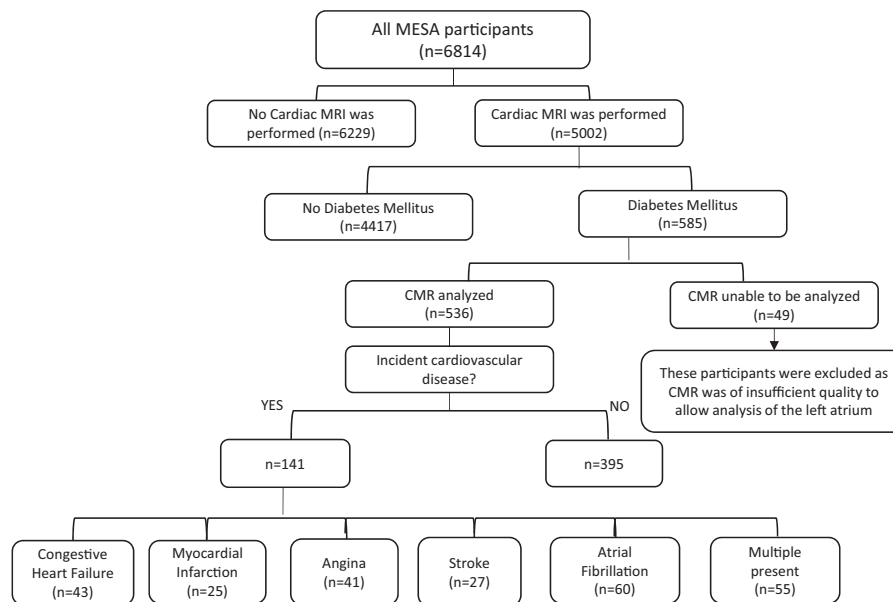 All MESA participants
(n=6814)
No Cardiac MRI was
performed (n=6229)
Cardiac MRI was performed
(n=5002)
No Diabetes Mellitus
(n=4417)
Diabetes Mellitus
(n=585)
CMR analyzed
(n=536)
CMR unable to be analyzed
(n=49)
Incident cardiovascular
disease?
These participants were excluded as
CMR was of insufficient quality to
allow analysis of the left atrium
YES
NO
n=141
n=395
Congestive
Heart Failure
(n=43)
Myocardial
Infarction
(n=25)
Angina
(n=41)
Stroke
(n=27)
Atrial
Fibrillation
(n=60)
Multiple
present
(n=55)